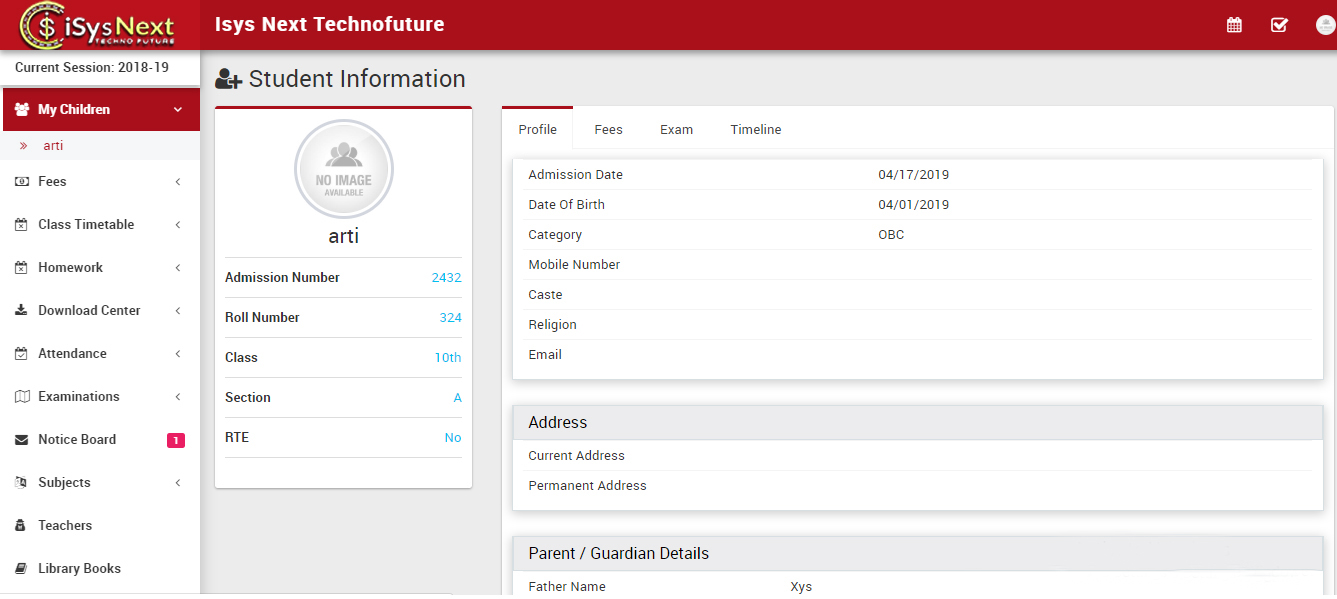 iSysNext
TECHNO FUTURE
Isys Next Technofuture
Current Session: 2018-19
My Children
arti
Fees
Class Timetable
Homework
Download Center
Attendance
Examinations
Notice Board 1
Subjects
Teachers
Library Books
Student Information
NO IMAGE
AVAILABLE
arti
Admission Number 2432
Roll Number 324
Class 10th
Section A
RTE No
Profile Fees Exam Timeline
Admission Date 04/17/2019
Date Of Birth 04/01/2019
Category OBC
Mobile Number
Caste
Religion
Email
Address
Current Address
Permanent Address
Parent / Guardian Details
Father Name Xys